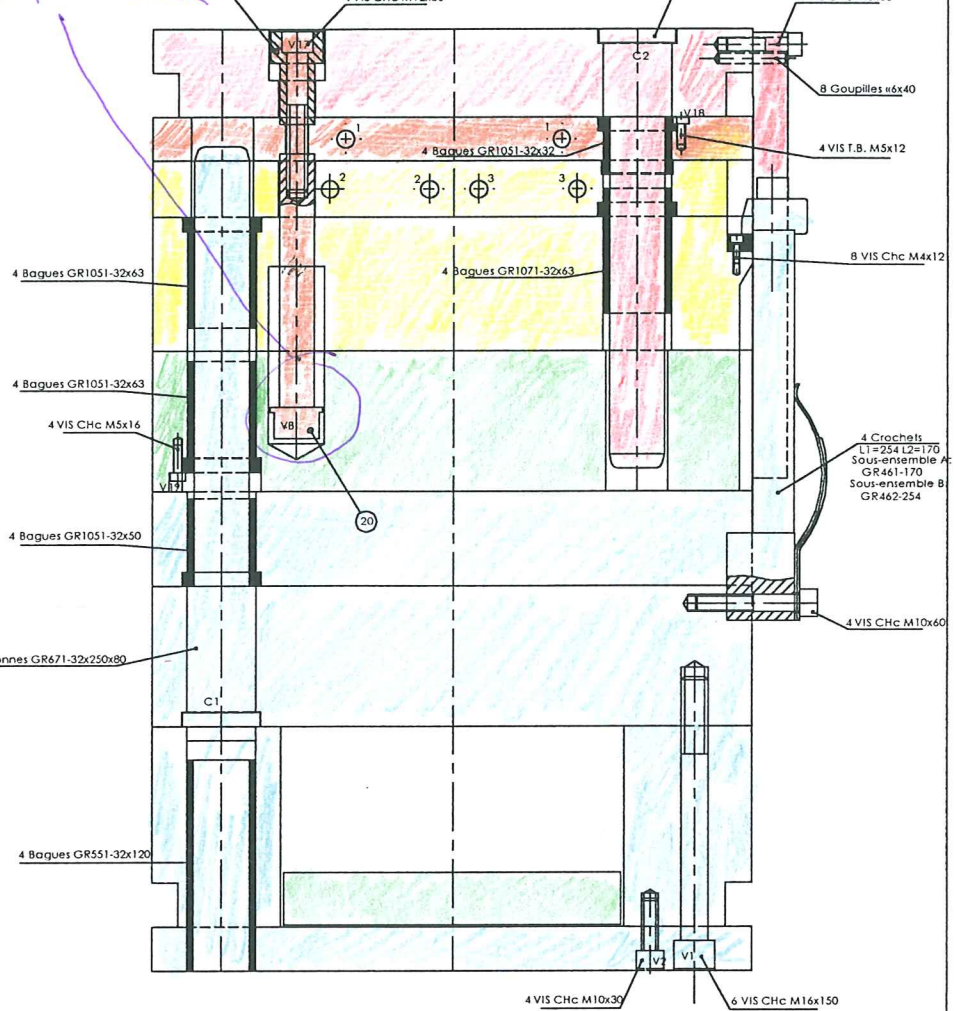 V17
C2
8 Goupilles ¤6x40
V18
4 VIS T.B. M5x12
1
1
4 Bagues GR1051-32x32
2
2
3
3
8 VIS Chc M4x12
4 Bagues GR1051-32x63
4 Bagues GR1071-32x63
4 Bagues GR1051-32x63
4 VIS CHc M5x16
V8
V19
4 Crochets
L1=254 L2=170
Sous-ensemble A:
GR461-170
Sous-ensemble B:
GR462-254
20
4 Bagues GR1051-32x50
4 VIS CHc M10x60
nnes GR671-32x250x80
C1
4 Bagues GR551-32x120
V2
V1
4 VIS CHc M10x30
6 VIS CHc M16x150